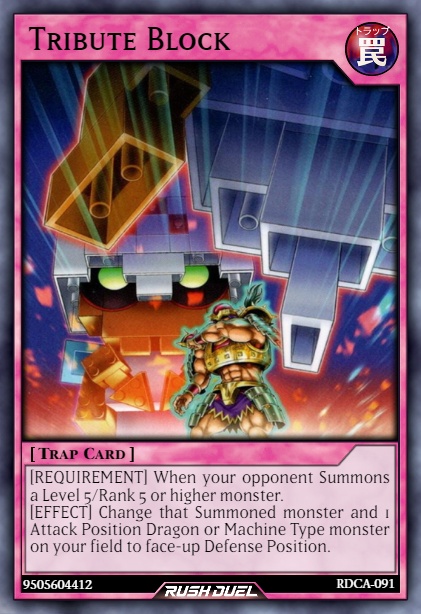 Tribute Block
トラップ
罠
[ Trap Card ]
[REQUIREMENT] When your opponent Summons
a Level 5/Rank 5 or higher monster.
[EFFECT] Change that Summoned monster and 1
Attack Position Dragon or Machine Type monster
on your field to face-up Defense Position.
9505604412
RUSH DUEL
RDCA-091